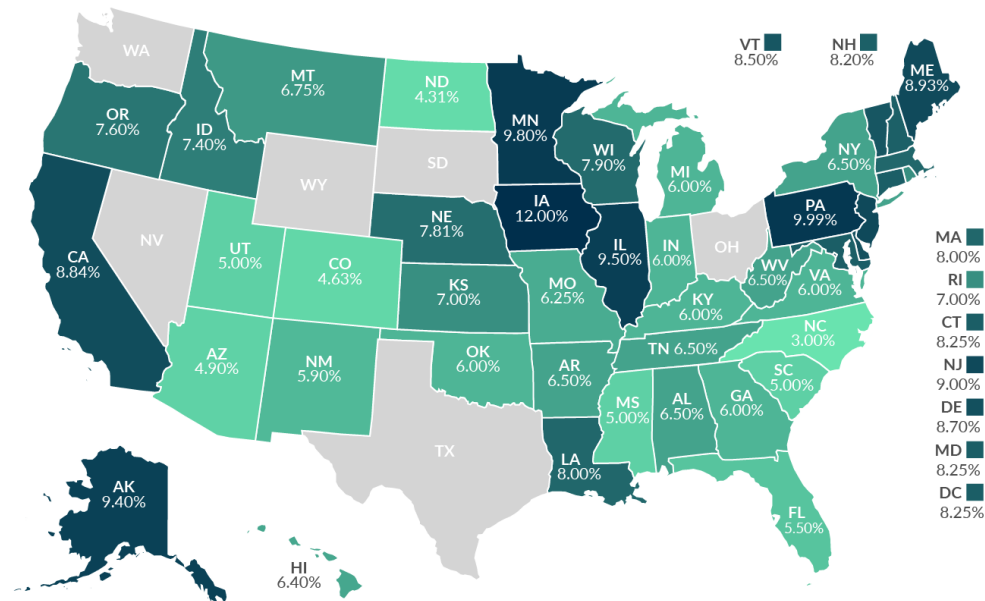 VT
8.50%
NH
8.20%
ME
8.93%
WA
MT
6.75%
ND
4.31%
MN
9.80%
OR
7.60%
ID
7.40%
WI
7.90%
NY
6.50%
SD
MI
6.00%
WY
PA
9.99%
IA
12.00%
NE
7.81%
NV
UT
5.00%
CA
8.84%
CO
4.63%
IL
9.50%
IN
6.00%
OH
MA
8.00%
WV
6.50%
VA
6.00%
KS
7.00%
MO
6.25%
KY
6.00%
RI
7.00%
CT
8.25%
NC
3.00%
TN 6.50%
AZ
4.90%
NM
5.90%
OK
6.00%
AR
6.50%
SC
5.00%
NJ
9.00%
MS
5.00%
AL
6.50%
GA
6.00%
DE
8.70%
TX
LA
8.00%
MD
8.25%
AK
9.40%
DC
8.25%
FL
5.50%
HI
6.40%